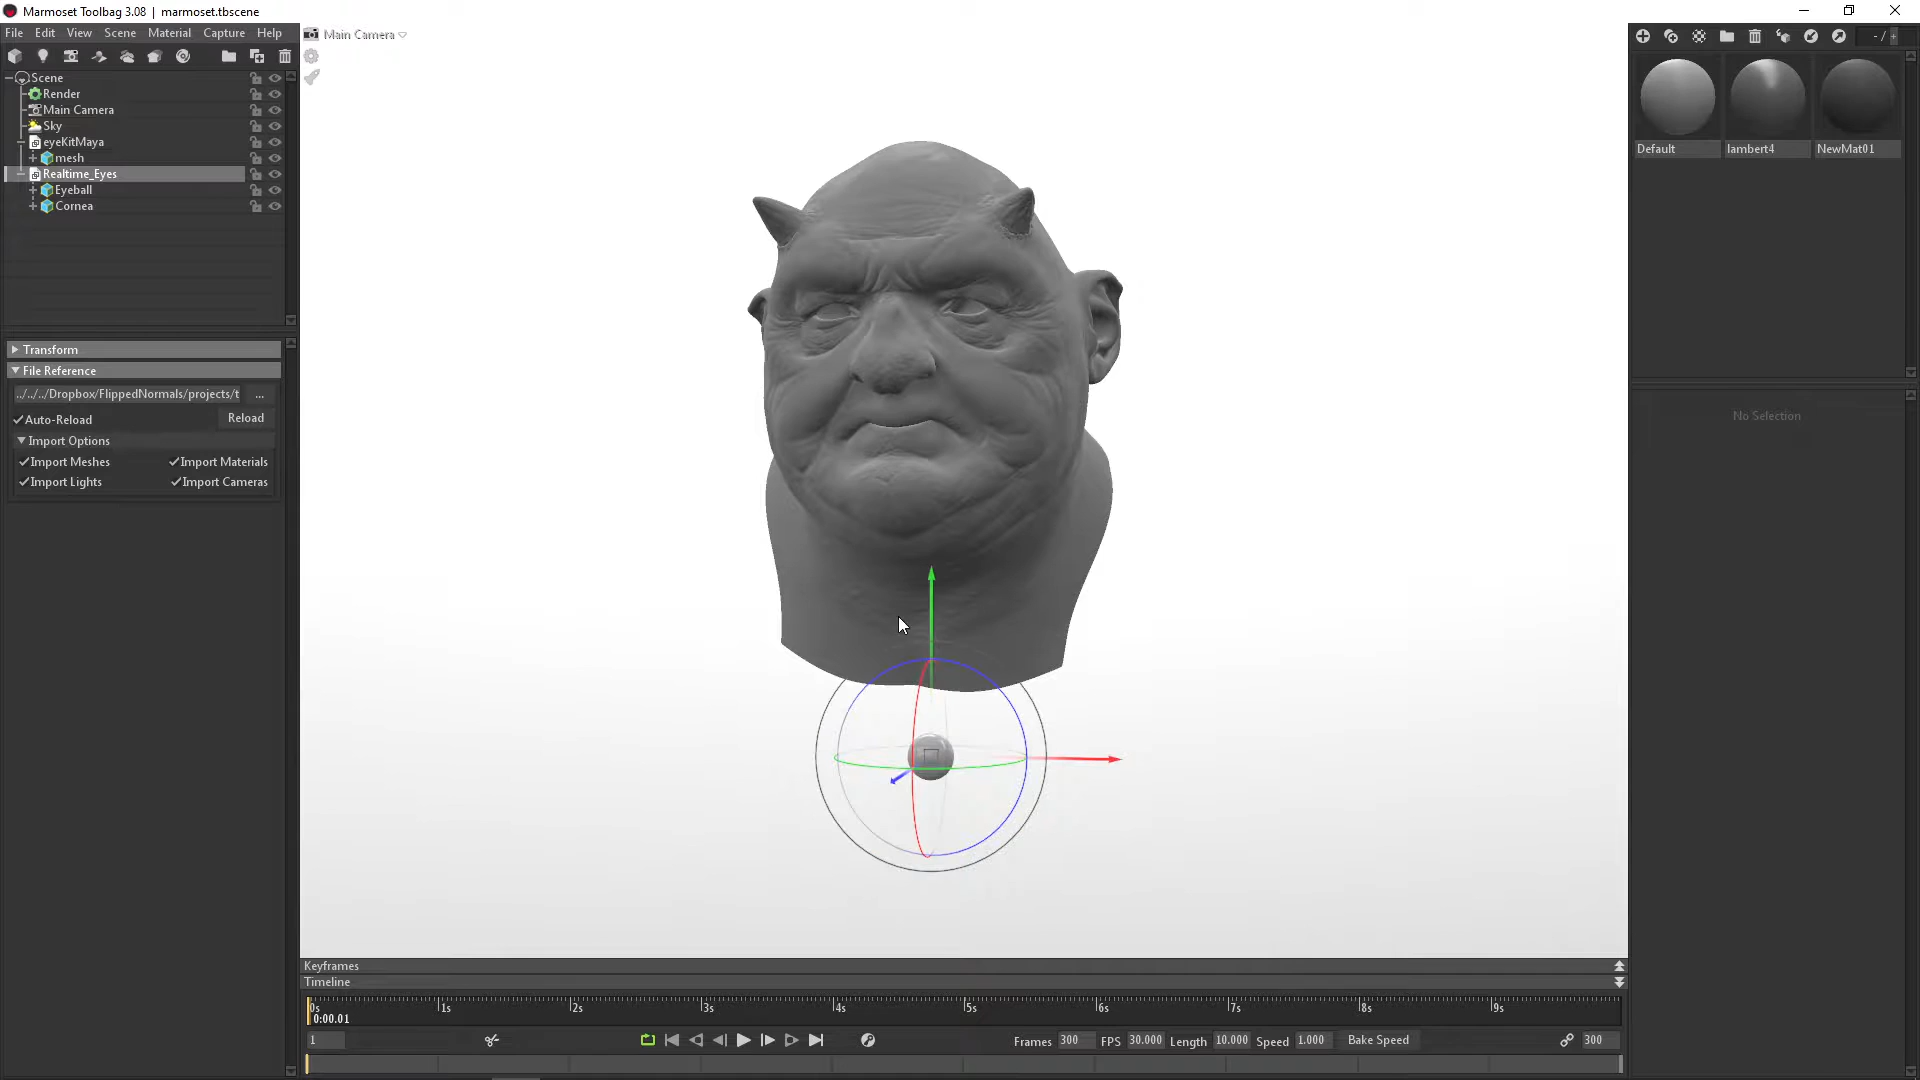 Marmoset Toolbag 3.08 | marmoset.tbscene
File Edit View Scene Material Capture Help
Main Camera
- / +
Scene
Render
Main Camera
Sky
eyeKitMaya
mesh
Realtime_Eyes
Eyeball
Cornea
Default lambert4 NewMat01
Transform
File Reference
../../../Dropbox/FlippedNormals/projects/t ...
Auto-Reload Reload
Import Options
Import Meshes Import Materials
Import Lights Import Cameras
No Selection
Keyframes
Timeline
0s 1s 2s 3s 4s 5s 6s 7s 8s 9s
0:00.01
1 Frames 300 FPS 30.000 Length 10.000 Speed 1.000 Bake Speed 300